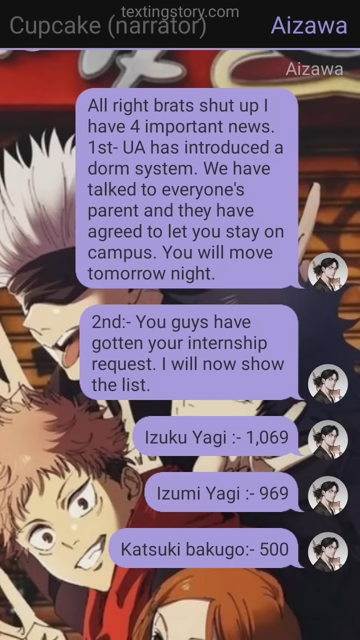 textingstory.com
Cupcake (narrator)
Aizawa
Aizawa
All right brats shut up I
have 4 important news.
1st- UA has introduced a
dorm system. We have
talked to everyone's
parent and they have
agreed to let you stay on
campus. You will move
tomorrow night.
2nd:- You guys have
gotten your internship
request. I will now show
the list.
Izuku Yagi :- 1,069
Izumi Yagi :- 969
Katsuki bakugo:- 500